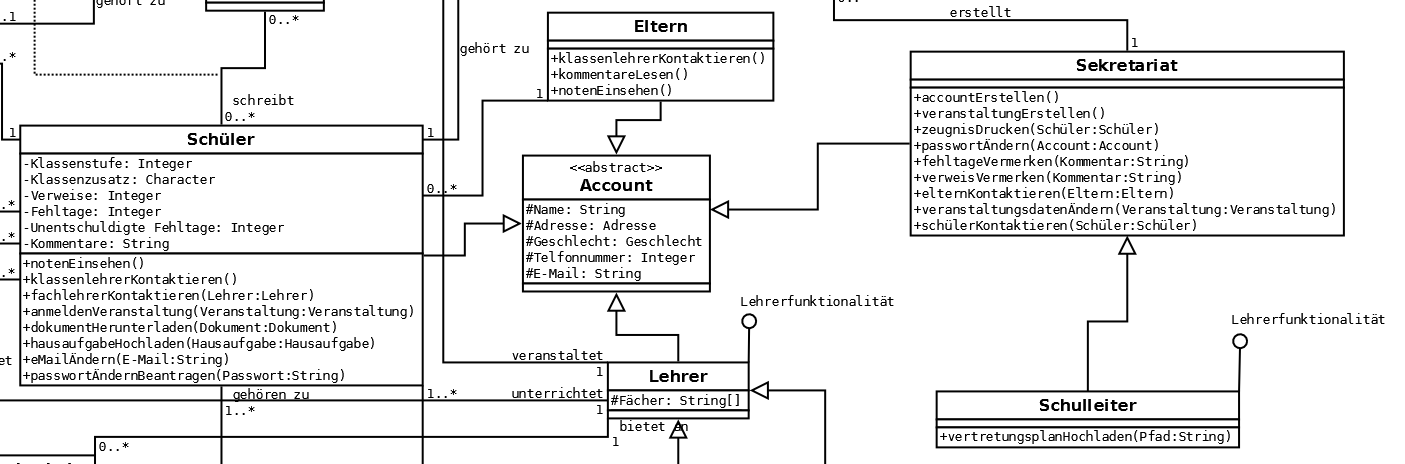 gehört zu
0..*
..1
0..*
erstellt
1
..*
schreibt
0..*
1
Schüler
-Klassenstufe: Integer
-Klassenzusatz: Character
-Verweise: Integer
-Fehltage: Integer
-Unentschuldigte Fehltage: Integer
-Kommentare: String
+notenEinsehen()
+klassenlehrerKontaktieren()
+fachlehrerKontaktieren(Lehrer:Lehrer)
+anmeldenVeranstaltung(Veranstaltung:Veranstaltung)
+dokumentHerunterladen(Dokument:Dokument)
+hausaufgabeHochladen(Hausaufgabe:Hausaufgabe)
+eMailÄndern(E-Mail:String)
+passwortÄndernBeantragen(Passwort:String)
..*
..*
..*
et
gehören zu
1..*
0..*
1
gehört zu
0..*
1
Eltern
+klassenlehrerKontaktieren()
+kommentareLesen()
+notenEinsehen()
<<abstract>>
Account
#Name: String
#Adresse: Adresse
#Geschlecht: Geschlecht
#Telfonnummer: Integer
#E-Mail: String
Sekretariat
+accountErstellen()
+veranstaltungErstellen()
+zeugnisDrucken(Schüler:Schüler)
+passwortÄndern(Account:Account)
+fehltageVermerken(Kommentar:String)
+verweisVermerken(Kommentar:String)
+elternKontaktieren(Eltern:Eltern)
+veranstaltungsdatenÄndern(Veranstaltung:Veranstaltung)
+schülerKontaktieren(Schüler:Schüler)
Lehrerfunktionalität
veranstaltet
1
1..*
unterrichtet
1
Lehrer
#Fächer: String[]
bietet an
1
Lehrerfunktionalität
Schulleiter
+vertretungsplanHochladen(Pfad:String)